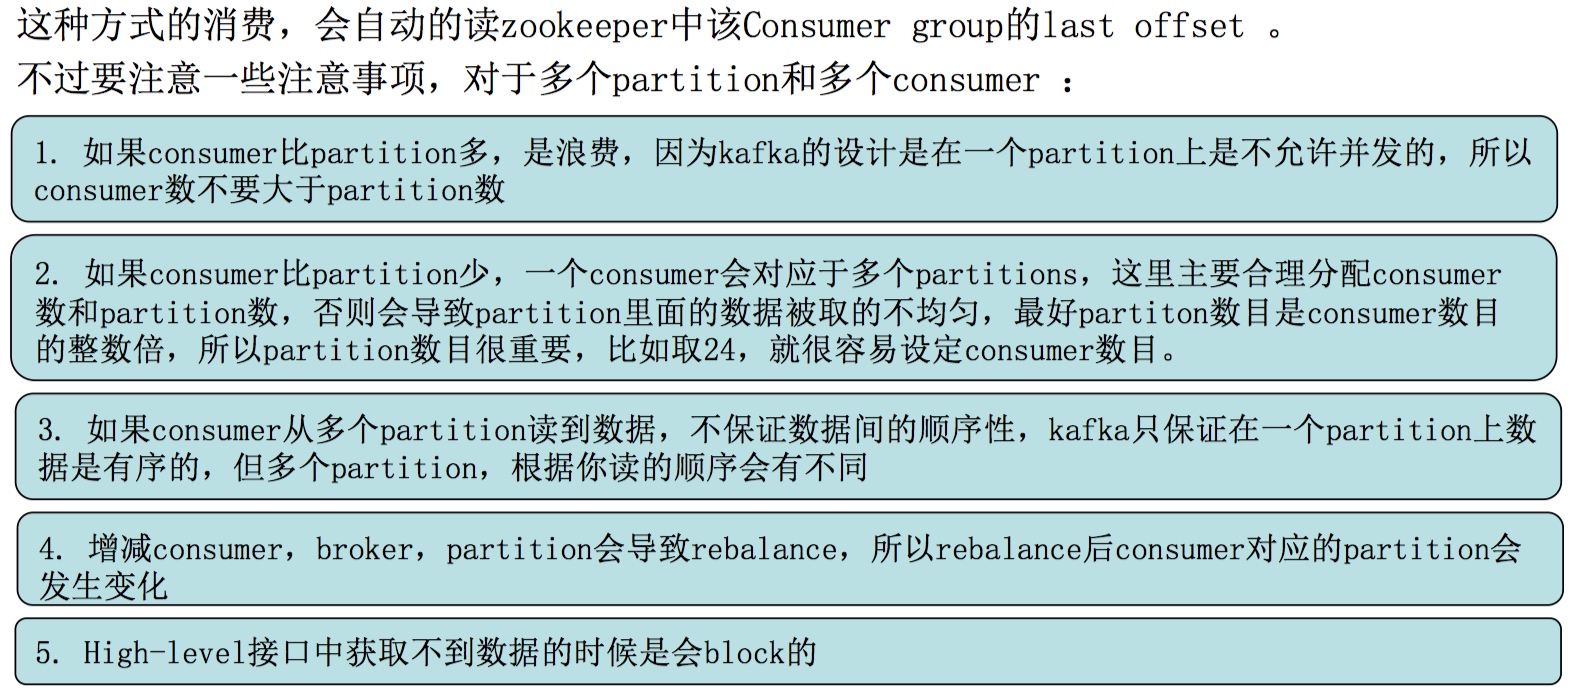 这种方式的消费，会自动的读zookeeper中该Consumer group的last offset 。
不过要注意一些注意事项，对于多个partition和多个consumer ：
1. 如果consumer比partition多，是浪费，因为kafka的设计是在一个partition上是不允许并发的，所以
consumer数不要大于partition数
2. 如果consumer比partition少，一个consumer会对应于多个partitions，这里主要合理分配consumer
数和partition数，否则会导致partition里面的数据被取的不均匀，最好partiton数目是consumer数目
的整数倍，所以partition数目很重要，比如取24，就很容易设定consumer数目。
3. 如果consumer从多个partition读到数据，不保证数据间的顺序性，kafka只保证在一个partition上数
据是有序的，但多个partition，根据你读的顺序会有不同
4. 增减consumer，broker，partition会导致rebalance，所以rebalance后consumer对应的partition会
发生变化
5. High-level接口中获取不到数据的时候是会block的